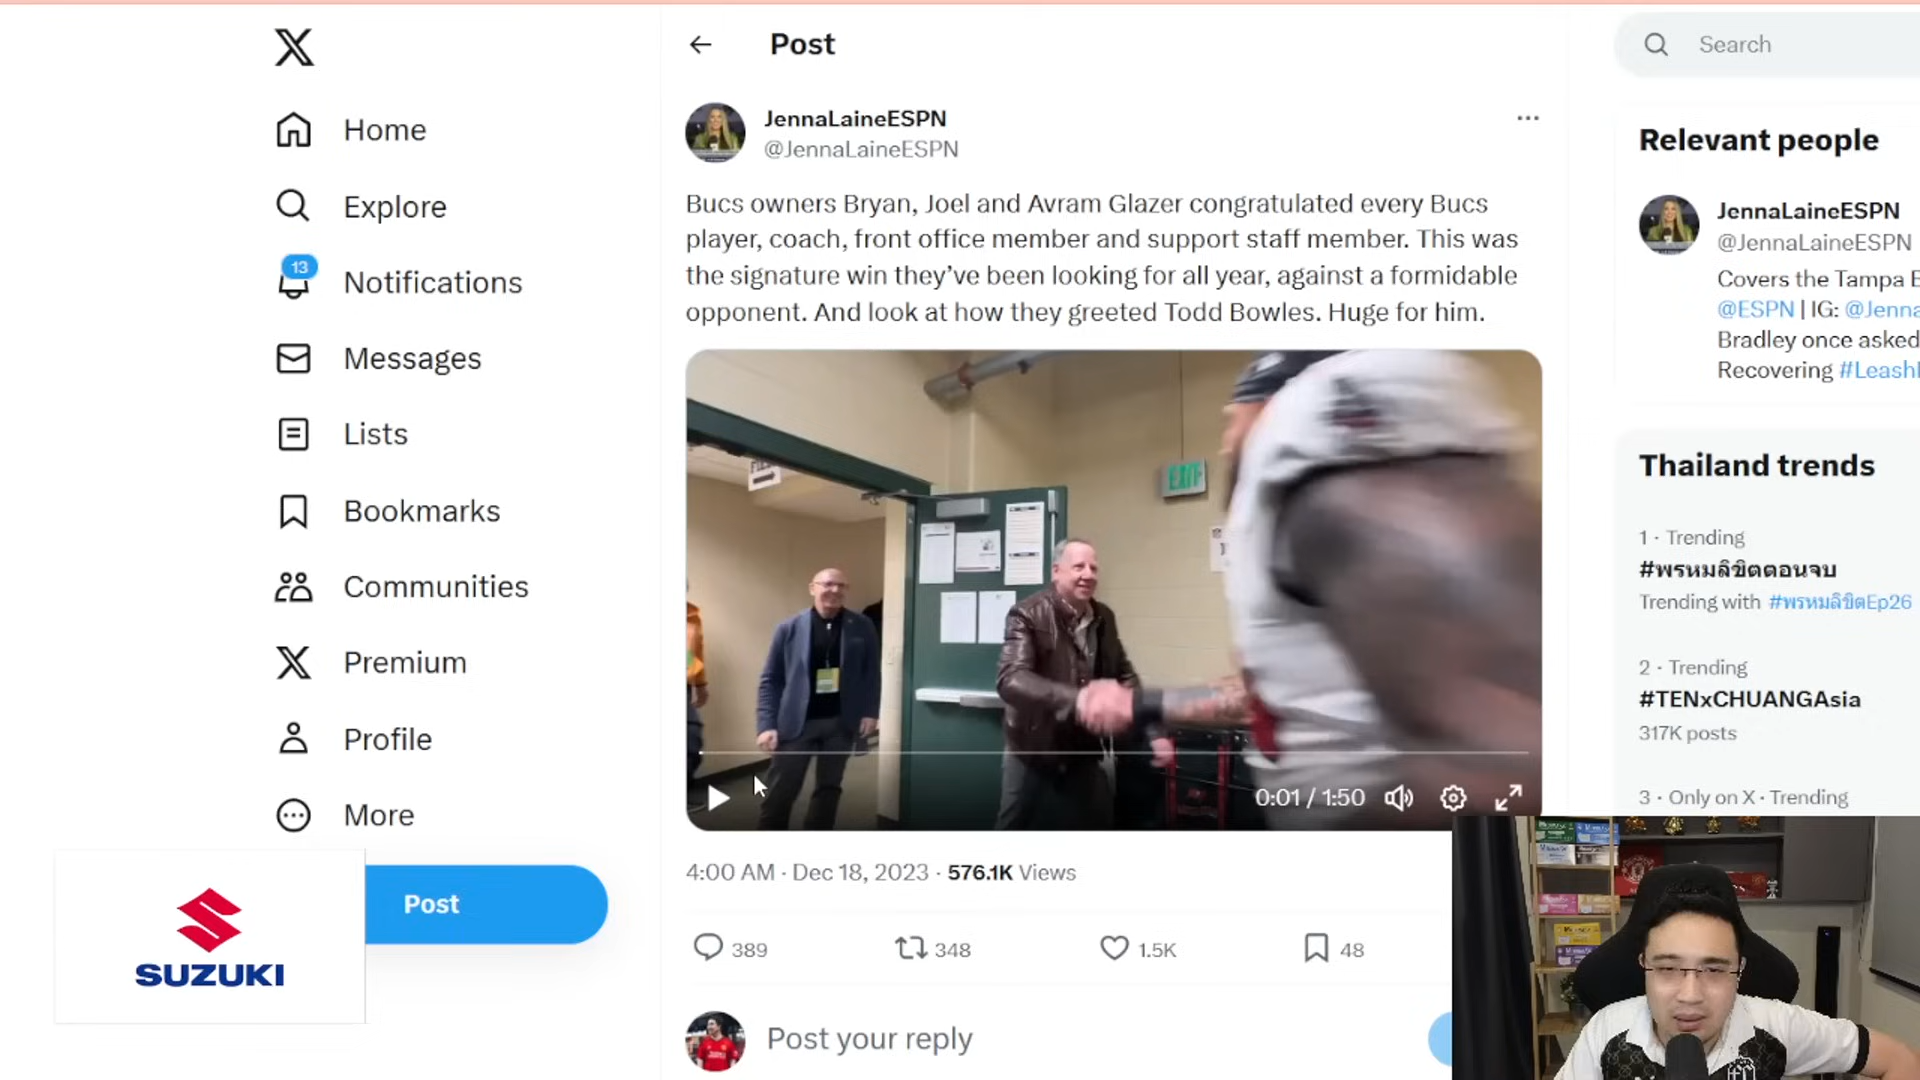 Home
Explore
13
Notifications
Messages
Lists
Bookmarks
Communities
Premium
Profile
More
Post
SUZUKI
Post
JennaLaineESPN
@JennaLaineESPN
Bucs owners Bryan, Joel and Avram Glazer congratulated every Bucs
player, coach, front office member and support staff member. This was
the signature win they’ve been looking for all year, against a formidable
opponent. And look at how they greeted Todd Bowles. Huge for him.
EXIT
0:01 / 1:50
4:00 AM · Dec 18, 2023 · 576.1K Views
389
348
1.5K
48
Post your reply
Search
Relevant people
JennaLaineESPN
@JennaLaineESPN
Covers the Tampa
@ESPN | IG: @Jenna
Bradley once asked
Recovering #Leash
Thailand trends
1 · Trending
#พรหมลิขิตตอนจบ
Trending with #พรหมลิขิตEp26
2 · Trending
#TENxCHUANGAsia
317K posts
3 · Only on X · Trending